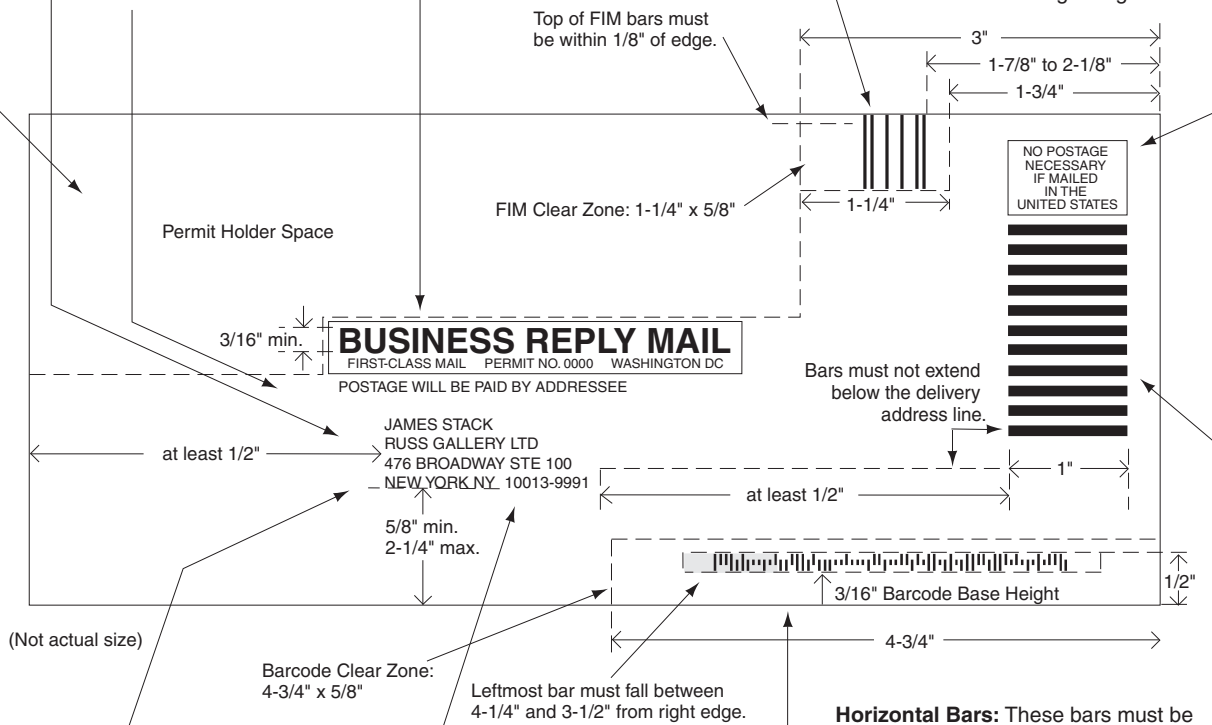 Top of FIM bars must
be within 1/8" of edge.
3"
1-7/8" to 2-1/8"
1-3/4"
NO POSTAGE
NECESSARY
IF MAILED
IN THE
UNITED STATES
FIM Clear Zone: 1-1/4" x 5/8"
1-1/4"
Permit Holder Space
3/16" min.
BUSINESS REPLY MAIL
FIRST-CLASS MAIL PERMIT NO. 0000 WASHINGTON DC
POSTAGE WILL BE PAID BY ADDRESSEE
Bars must not extend
below the delivery
address line.
JAMES STACK
RUSS GALLERY LTD
476 BROADWAY STE 100
NEW YORK NY 10013-9991
at least 1/2"
1"
at least 1/2"
5/8" min.
2-1/4" max.
1/2"
3/16" Barcode Base Height
(Not actual size)
4-3/4"
Barcode Clear Zone:
4-3/4" x 5/8"
Leftmost bar must fall between
4-1/4" and 3-1/2" from right edge.
Horizontal Bars: These bars must be